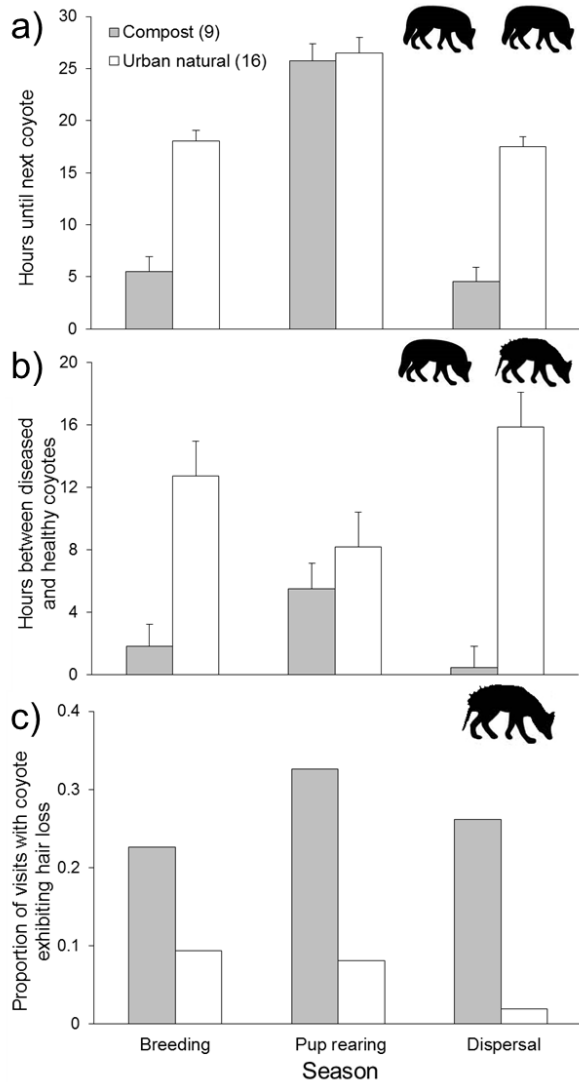 a)
30
25
20
15
10
5
0
Hours until next coyote
Compost (9)
Urban natural (16)
b)
20
16
12
8
4
0
Hours between diseased
and healthy coyotes
c)
0.4
0.3
0.2
0.1
0
Proportion of visits with coyote
exhibiting hair loss
Breeding Pup rearing Dispersal
Season